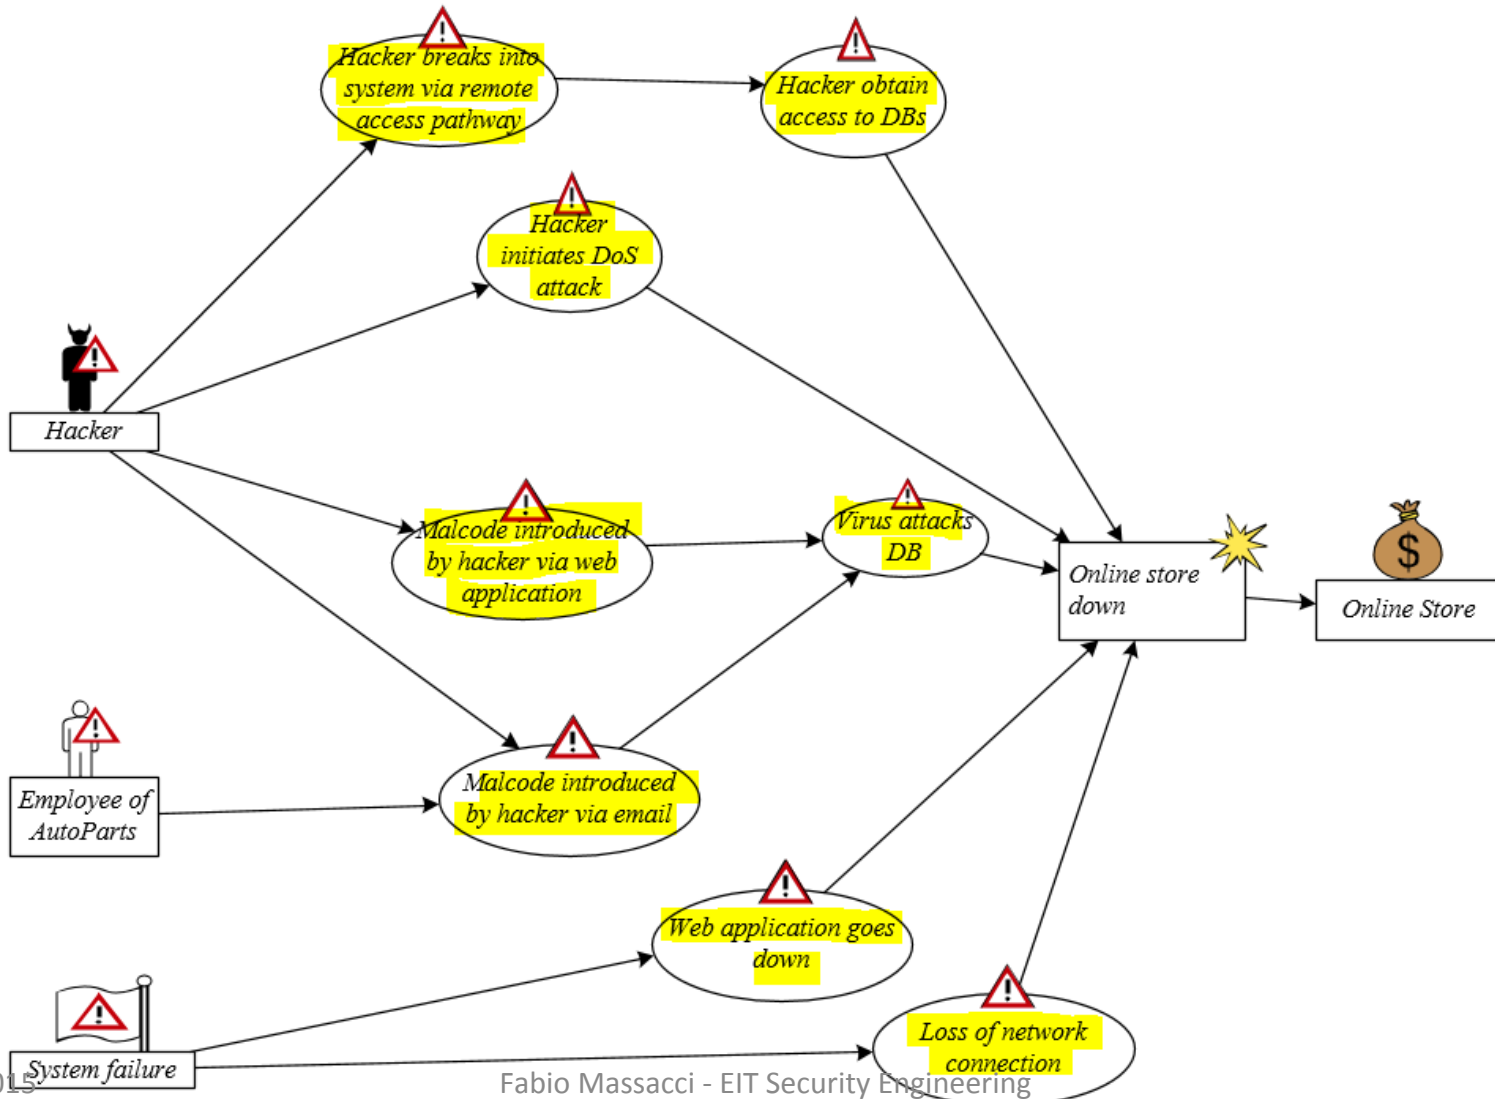 Hacker breaks into
system via remote
access pathway
Hacker obtain
access to DBs
Hacker
initiates DoS
attack
Hacker
Malcode introduced
by hacker via web
application
Virus attacks
DB
Online store
down
$
Online Store
Employee of
AutoParts
Malcode introduced
by hacker via email
Web application goes
down
Loss of network
connection
System failure
015
Fabio Massacci - EIT Security Engineering